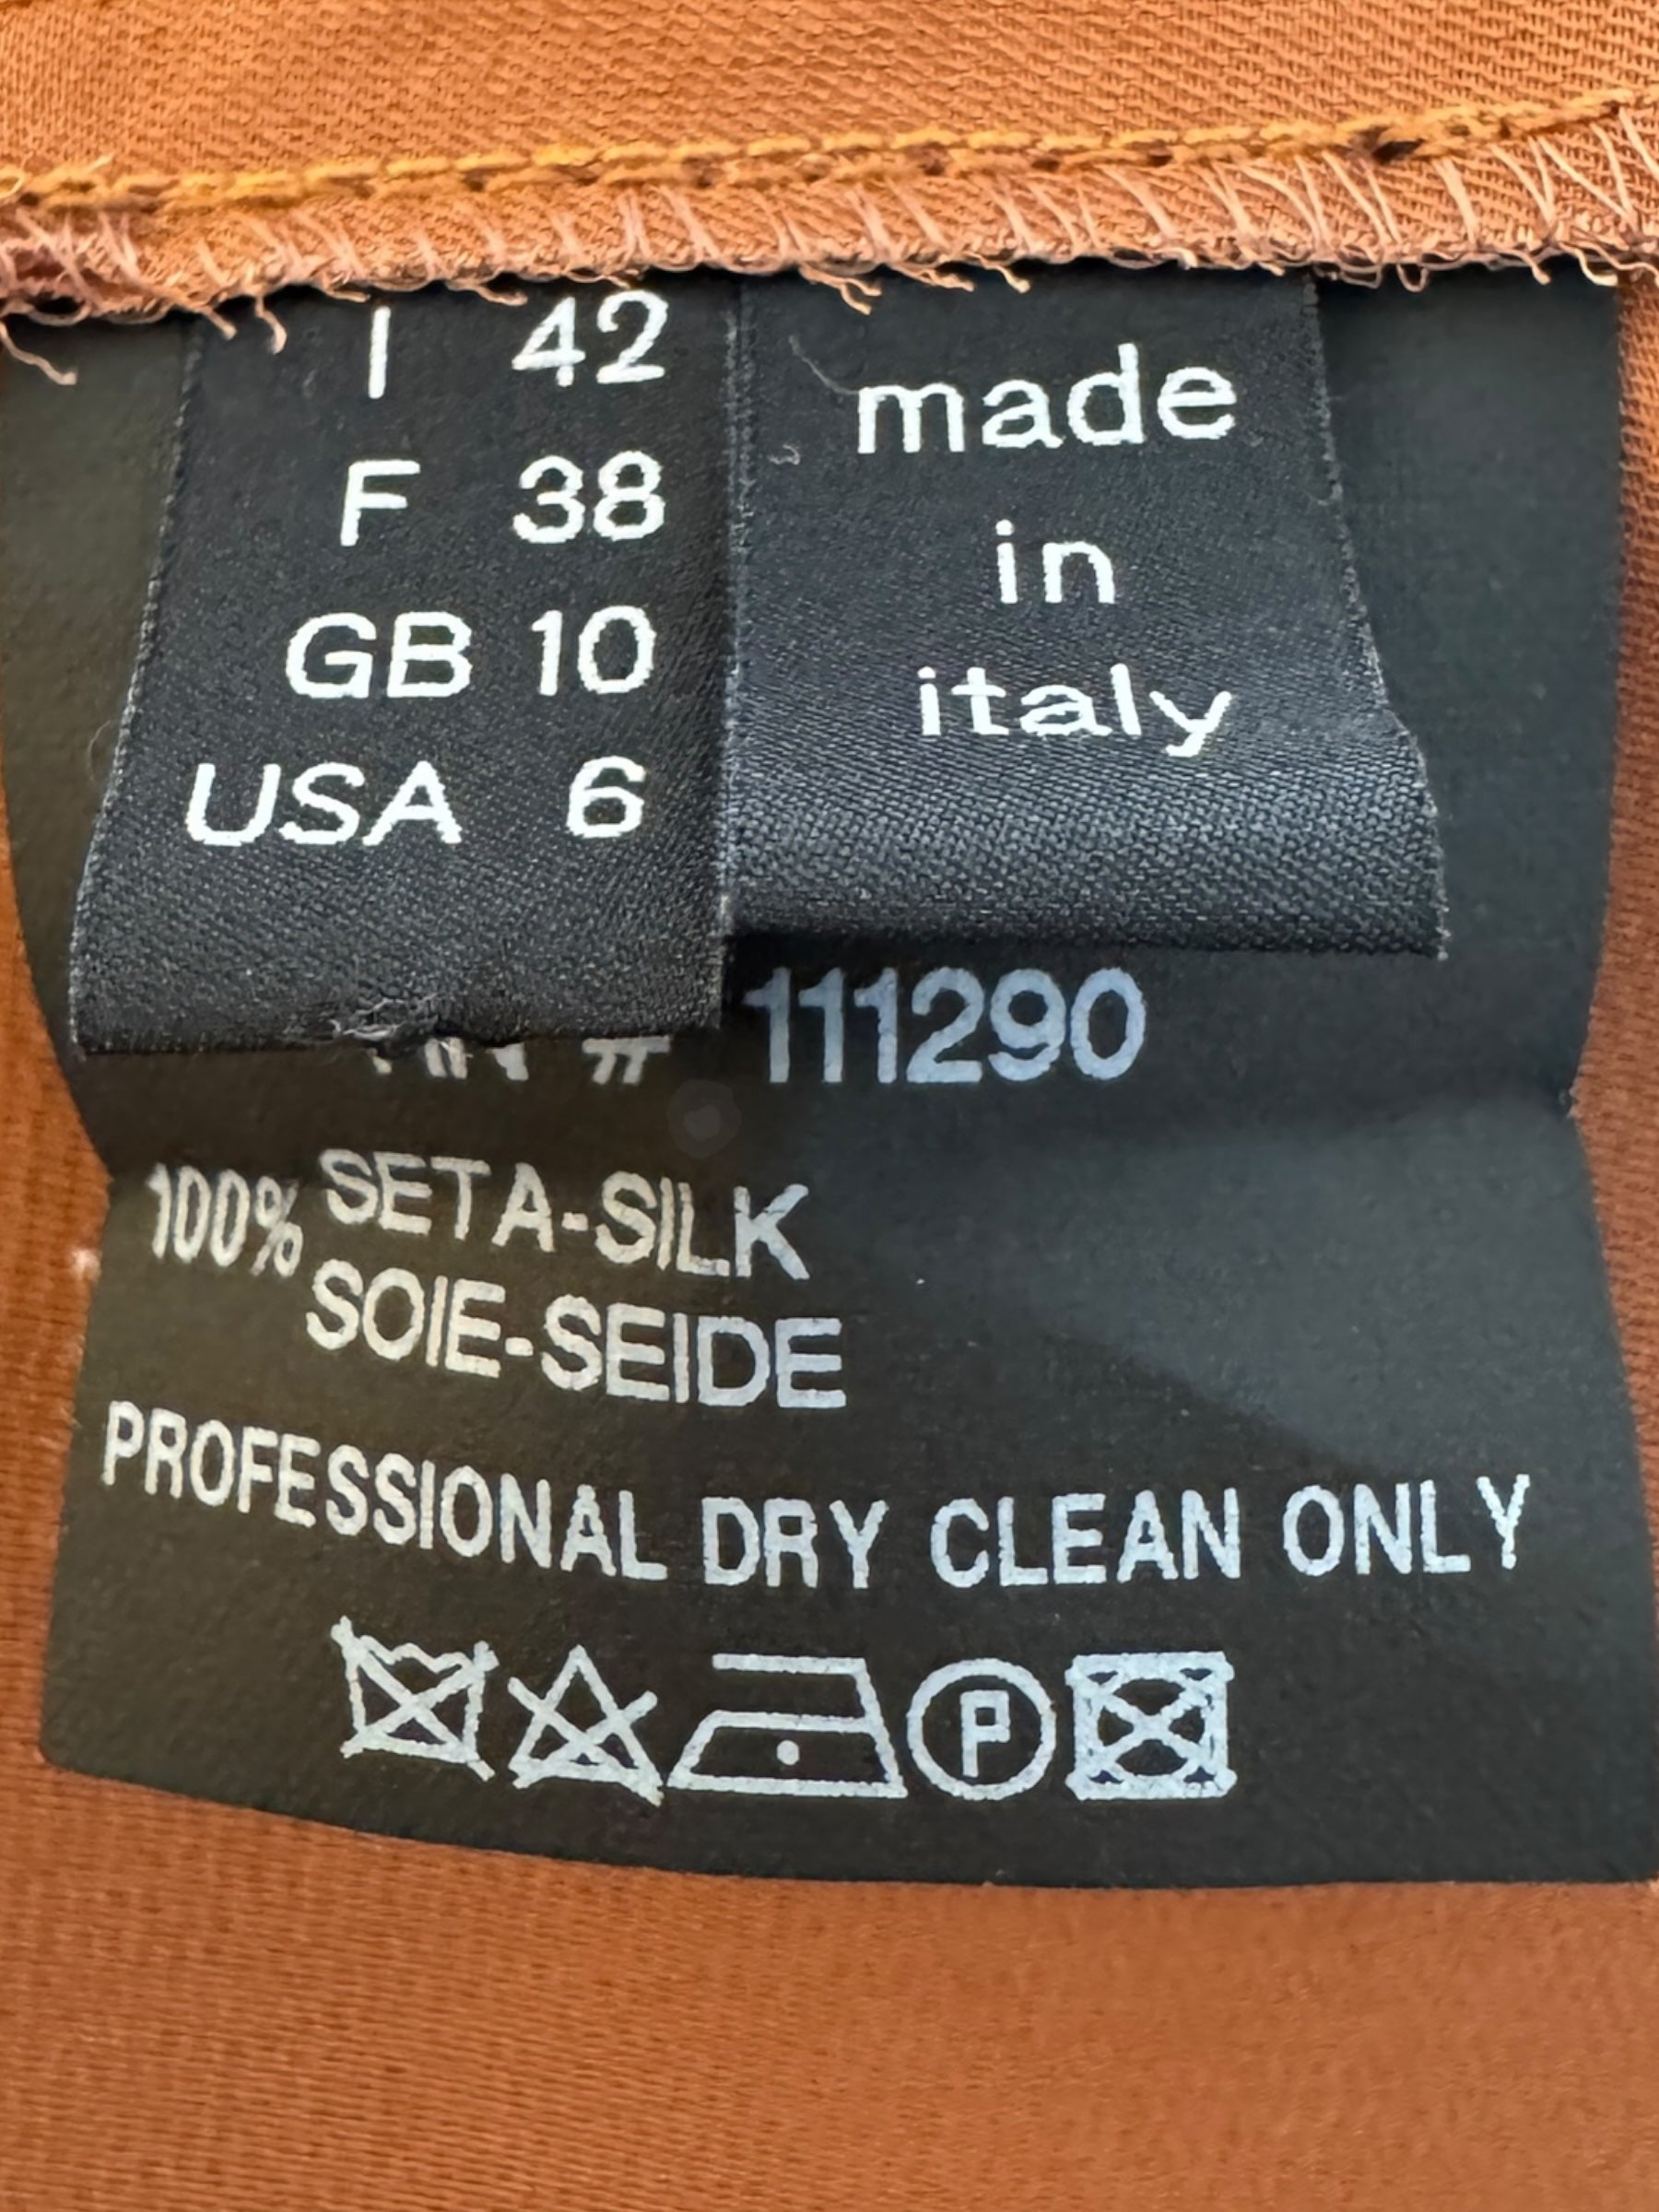 I 42
F 38
GB 10
USA 6
made
in
italy
# 111290
100% SETA-SILK
SOIE-SEIDE
PROFESSIONAL DRY CLEAN ONLY
P